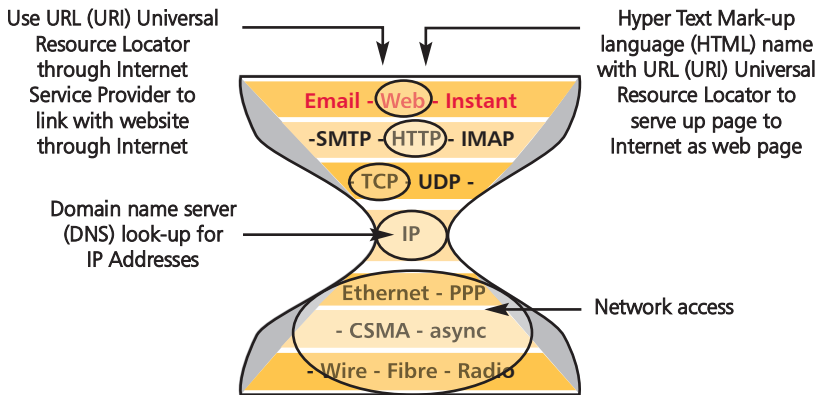 Use URL (URI) Universal
Resource Locator
through Internet
Service Provider to
link with website
through Internet
Hyper Text Mark-up
language (HTML) name
with URL (URI) Universal
Resource Locator to
serve up page to
Internet as web page
Email - Web - Instant
-SMTP - HTTP - IMAP
- TCP - UDP -
Domain name server
(DNS) look-up for
IP Addresses
IP
Ethernet - PPP
Network access
- CSMA - async
- Wire - Fibre - Radio